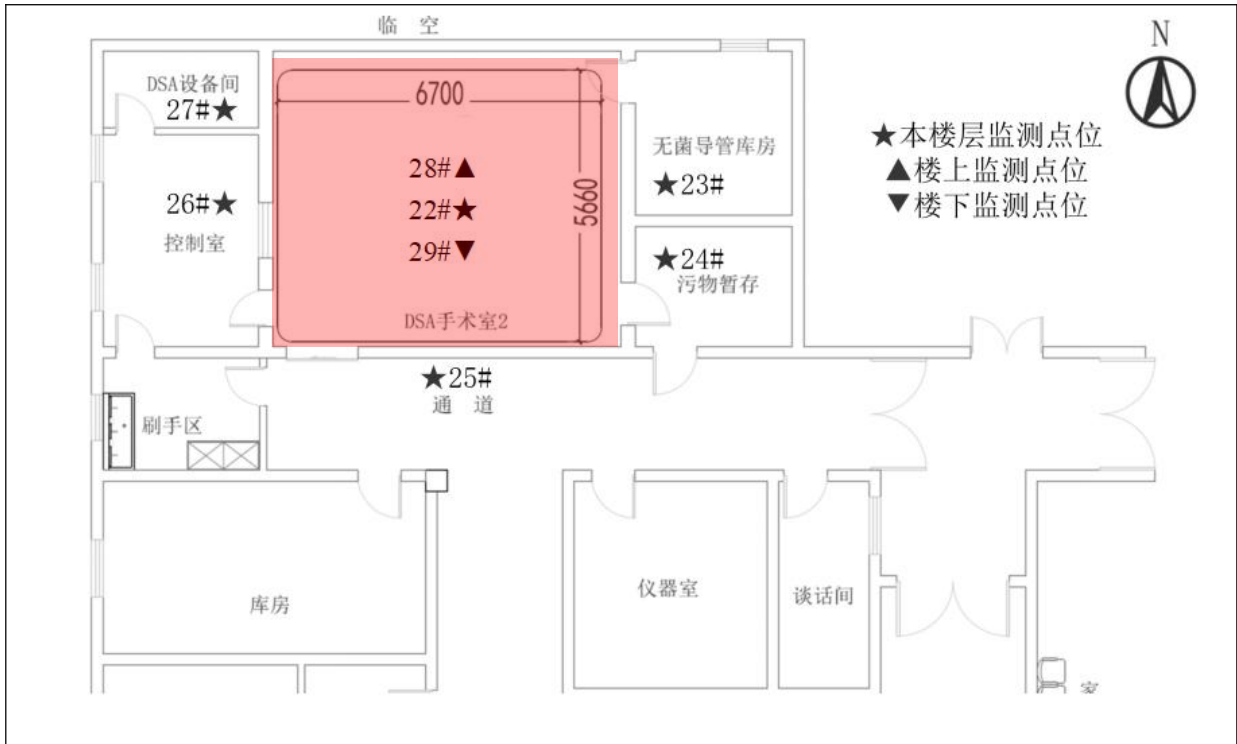 临 空
N
DSA设备间
27#★
6700
★本楼层监测点位
▲楼上监测点位
▼楼下监测点位
无菌导管库房
★23#
28#▲
22#★
29#▼
5660
26#★
控制室
★24#
污物暂存
DSA手术室2
★25#
通 道
刷手区
库房
仪器室
谈话间
家